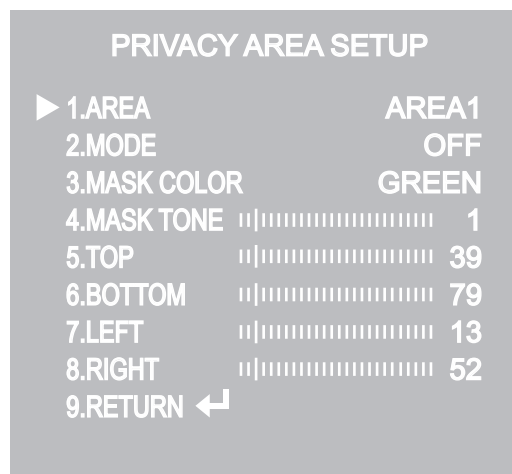 PRIVACY AREA SETUP
1.AREA AREA1
2.MODE OFF
3.MASK COLOR GREEN
4.MASK TONE 1
5.TOP 39
6.BOTTOM 79
7.LEFT 13
8.RIGHT 52
9.RETURN